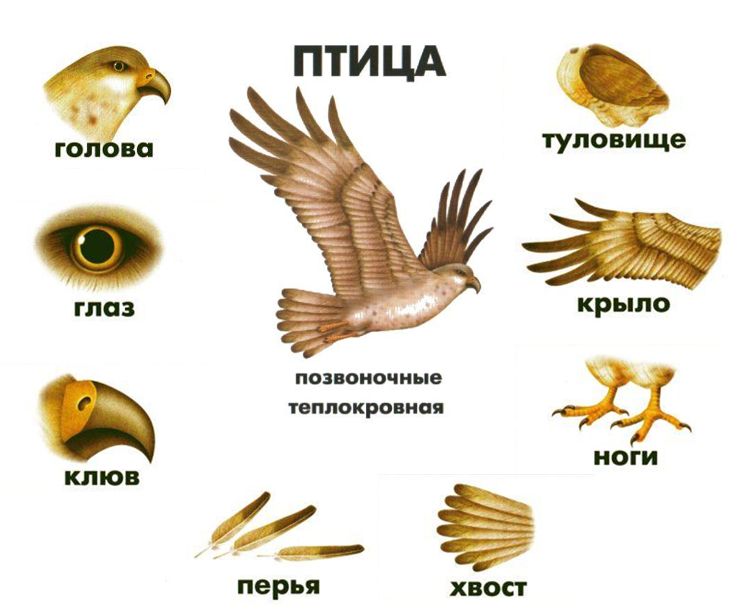 ПТИЦА
голова
туловище
глаз
крыло
позвоночные
теплокровная
клюв
ноги
перья
хвост